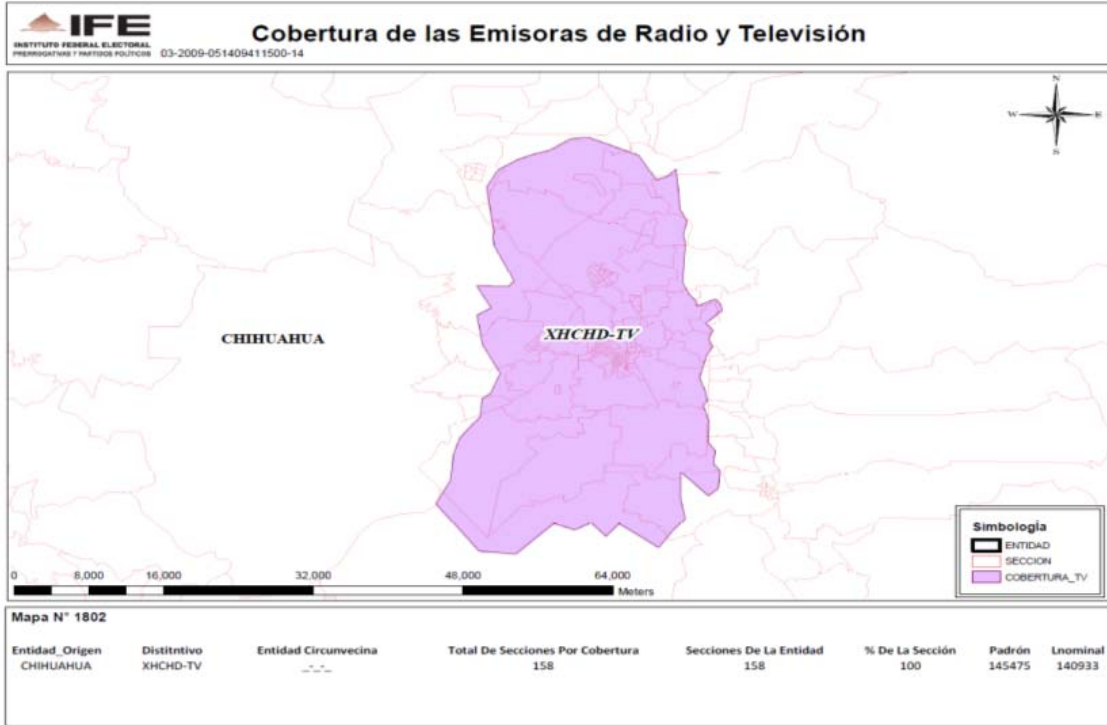 IFE
INSTITUTO FEDERAL ELECTORAL
PRERROGATIVAS Y PARTIDOS POLÍTICOS
03-2009-051409411500-14
Cobertura de las Emisoras de Radio y Televisión
N
W E
S
CHIHUAHUA
XHCHD-TV
Simbología
ENTIDAD
SECCION
COBERTURA_TV
0 8,000 16,000 32,000 48,000 64,000
Meters
Mapa N° 1802
Entidad_Origen Distitntivo Entidad Circunvecina Total De Secciones Por Cobertura Secciones De La Entidad % De La Sección Padrón Lnominal
CHIHUAHUA XHCHD-TV _-_-_ 158 158 100 145475 140933